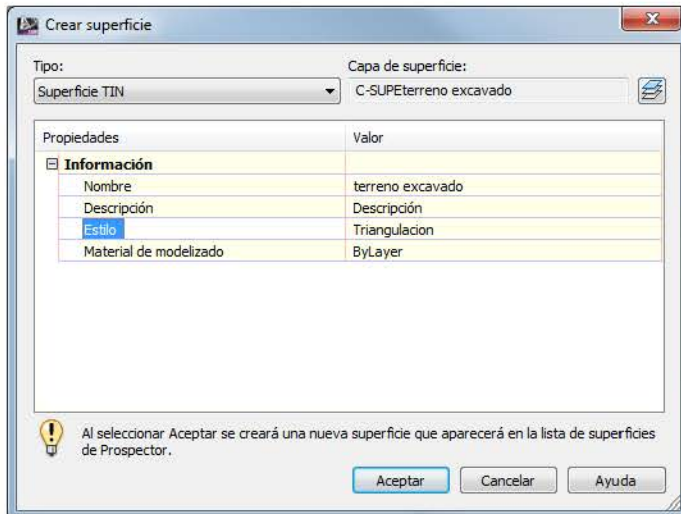 Crear superficie
Tipo: Capa de superficie:
Superficie TIN C-SUPEterreno excavado
Propiedades Valor
Información
Nombre terreno excavado
Descripción Descripción
Estilo Triangulacion
Material de modelizado ByLayer
Al seleccionar Aceptar se creará una nueva superficie que aparecerá en la lista de superficies
de Prospector.
Aceptar Cancelar Ayuda